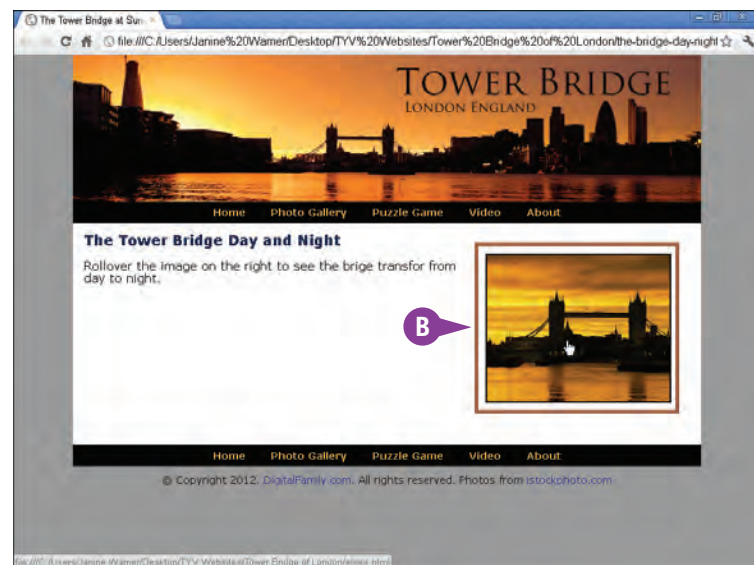 The Tower Bridge at Sun
file:///C:/Users/Janine%20Warner/Desktop/TYV%20Websites/Tower%20Bridge%20of%20London/the-bridge-day-night
TOWER BRIDGE
LONDON ENGLAND
Home Photo Gallery Puzzle Game Video About
The Tower Bridge Day and Night
Rollover the image on the right to see the brige transfor from
day to night.
B
Home Photo Gallery Puzzle Game Video About
© Copyright 2012. DigitalFamily.com. All rights reserved. Photos from istockphoto.com